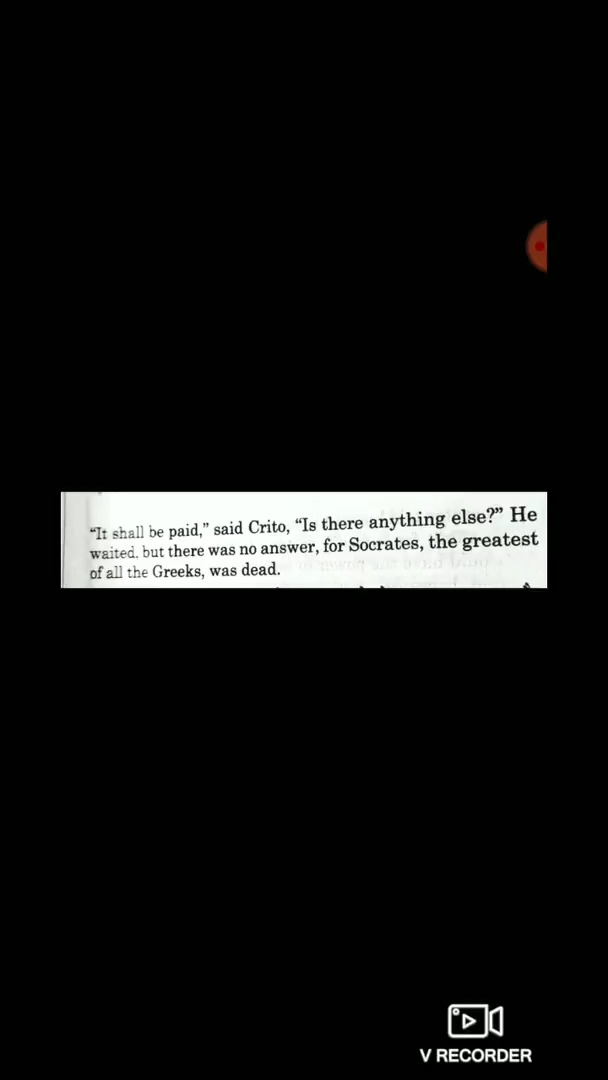 “It shall be paid,” said Crito, “Is there anything else?” He
waited, but there was no answer, for Socrates, the greatest
of all the Greeks, was dead.
V RECORDER